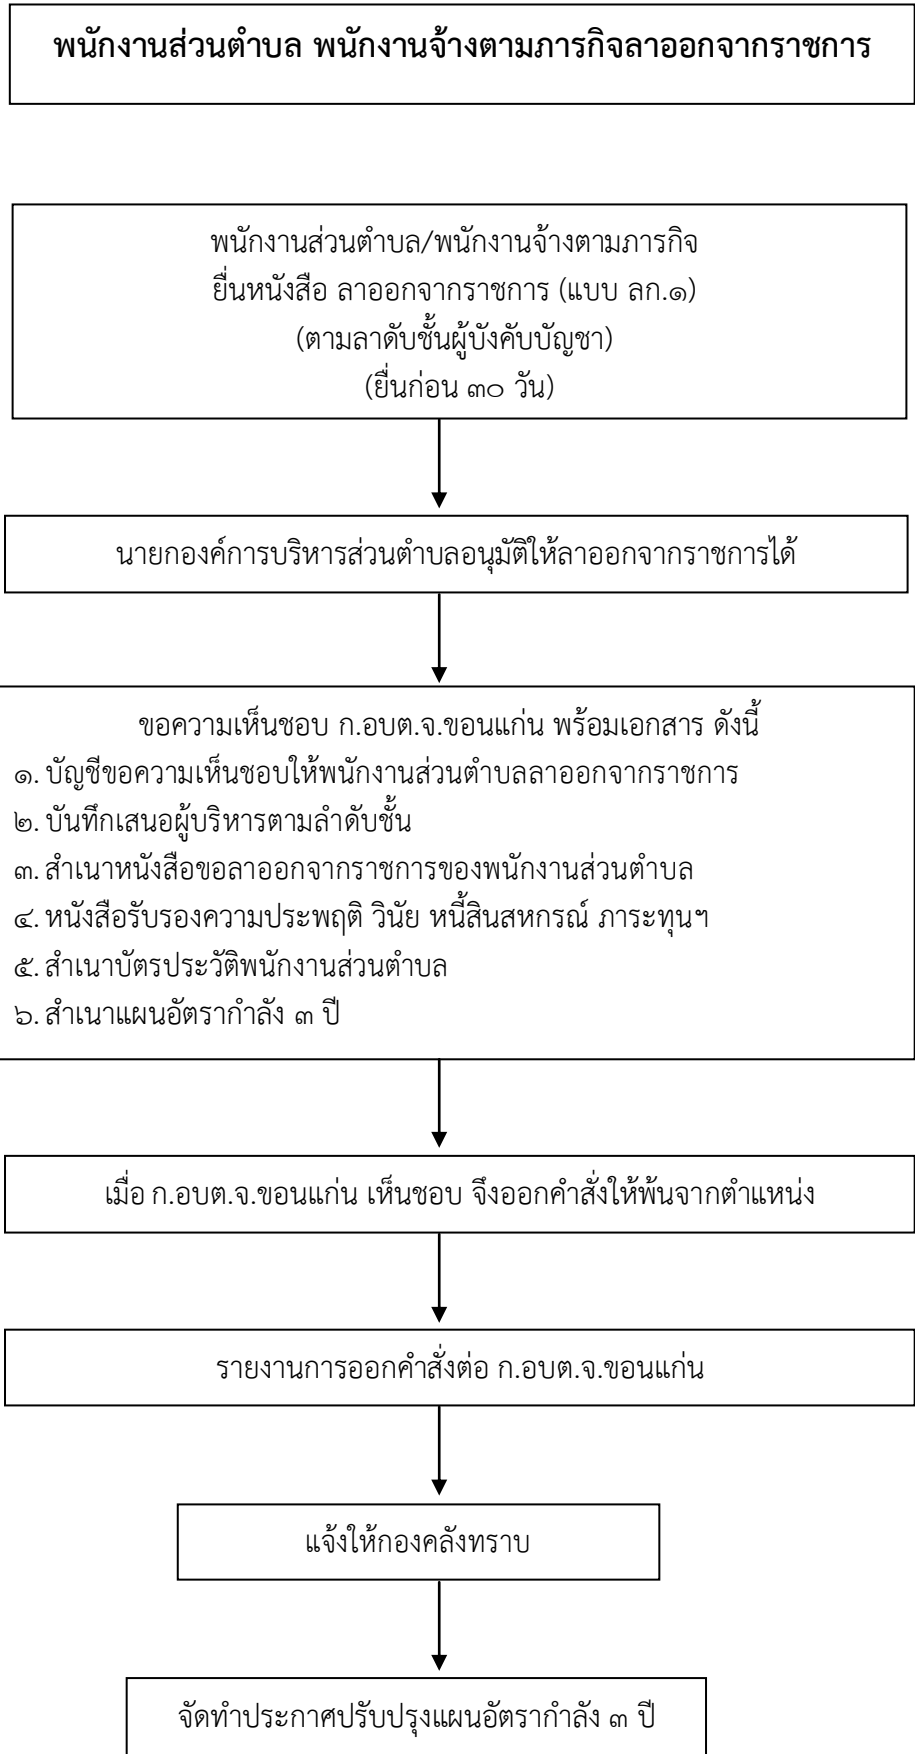 พนักงานส่วนตำบล พนักงานจ้างตามภารกิจลาออกจากราชการ
พนักงานส่วนตำบล/พนักงานจ้างตามภารกิจ
ยื่นหนังสือ ลาออกจากราชการ (แบบ ลก.๑)
(ตามลาดับชั้นผู้บังคับบัญชา)
(ยื่นก่อน ๓๐ วัน)
นายกองค์การบริหารส่วนตำบลอนุมัติให้ลาออกจากราชการได้
ขอความเห็นชอบ ก.อบต.จ.ขอนแก่น พร้อมเอกสาร ดังนี้
๑. บัญชีขอความเห็นชอบให้พนักงานส่วนตำบลลาออกจากราชการ
๒. บันทึกเสนอผู้บริหารตามลำดับชั้น
๓. สำเนาหนังสือขอลาออกจากราชการของพนักงานส่วนตำบล
๔. หนังสือรับรองความประพฤติ วินัย หนี้สินสหกรณ์ ภาระทุนฯ
๕. สำเนาบัตรประวัติพนักงานส่วนตำบล
๖. สำเนาแผนอัตรากำลัง ๓ ปี
เมื่อ ก.อบต.จ.ขอนแก่น เห็นชอบ จึงออกคำสั่งให้พ้นจากตำแหน่ง
รายงานการออกคำสั่งต่อ ก.อบต.จ.ขอนแก่น
แจ้งให้กองคลังทราบ
จัดทำประกาศปรับปรุงแผนอัตรากำลัง ๓ ปี